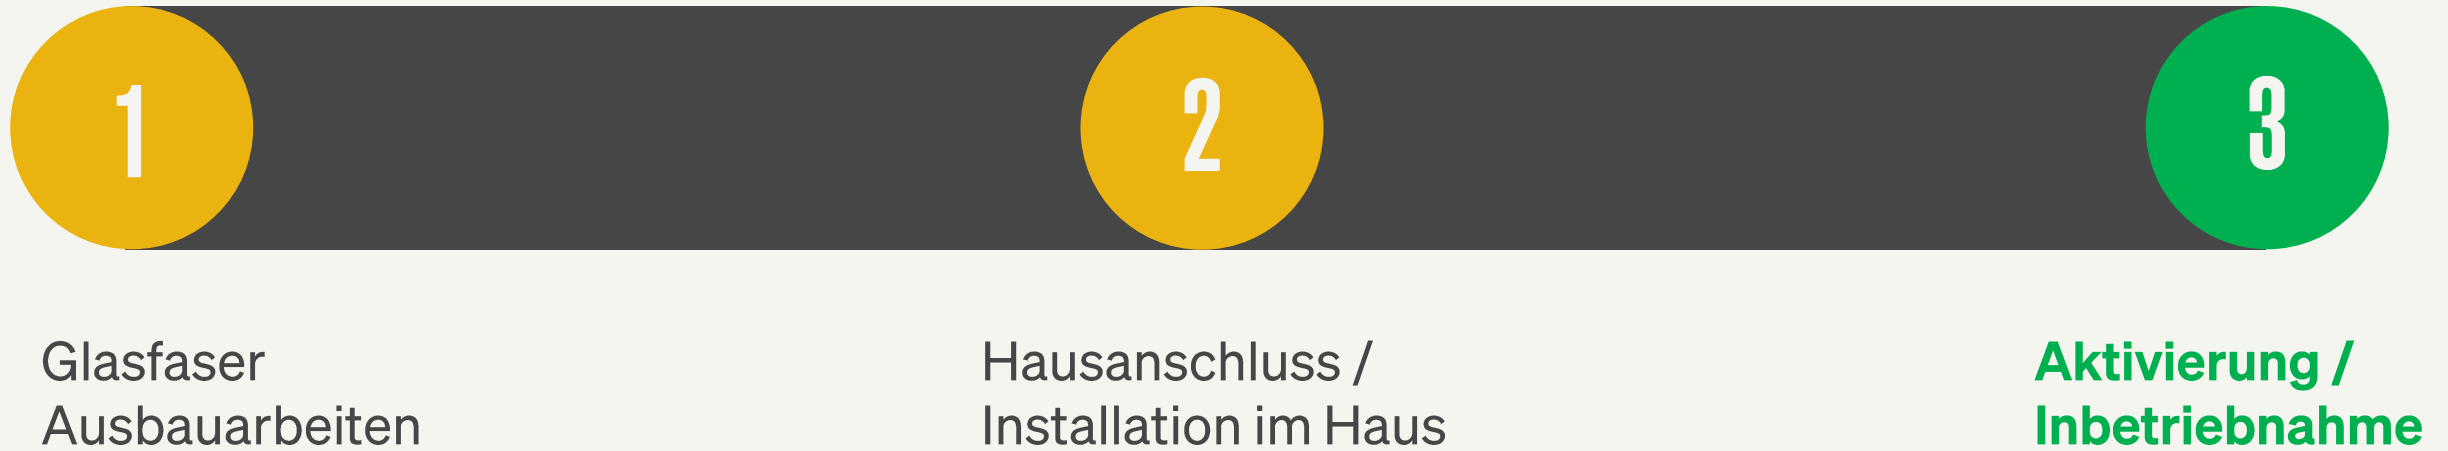 1
2
3
Glasfaser
Ausbauarbeiten
Hausanschluss /
Installation im Haus
Aktivierung /
Inbetriebnahme